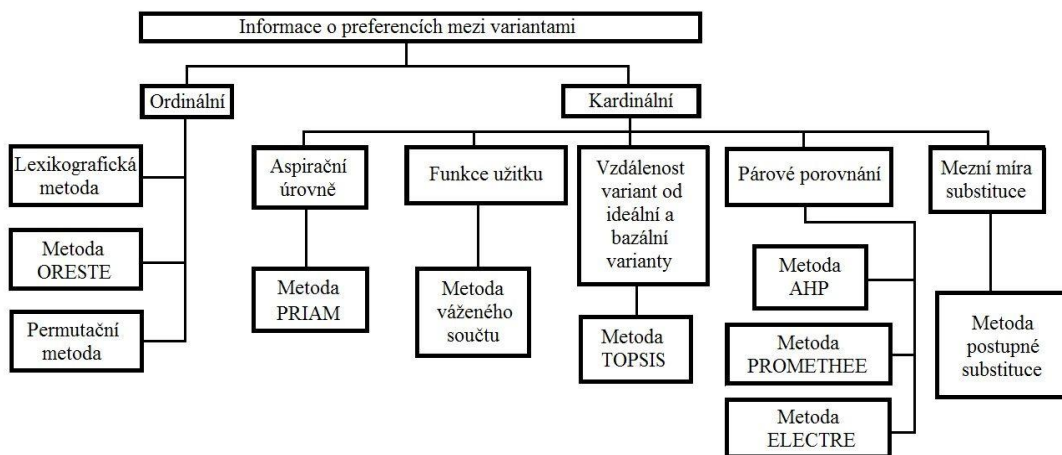 Informace o preferencích mezi variantami
Ordinální
Kardinální
Lexikografická
metoda
Metoda
ORESTE
Permutační
metoda
Aspirační
úrovně
Metoda
PRIAM
Funkce užitku
Metoda
váženého
součtu
Vzdálenost
variant od
ideální a
bazální
varianty
Metoda
TOPSIS
Párové porovnání
Metoda
AHP
Metoda
PROMETHEE
Metoda
ELECTRE
Mezní míra
substituce
Metoda
postupné
substituce